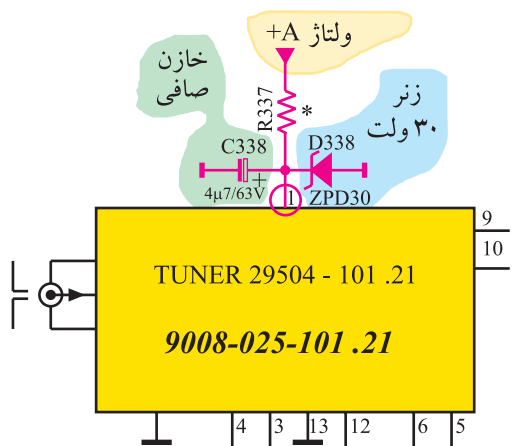 ولتاژ +A
خازن
صافی
زنر
۳۰ ولت
R337
*
C338
D338
+
4µ7/63V
1
ZPD30
9
10
TUNER 29504 - 101 .21
9008-025-101 .21
4
3
13
12
6
5